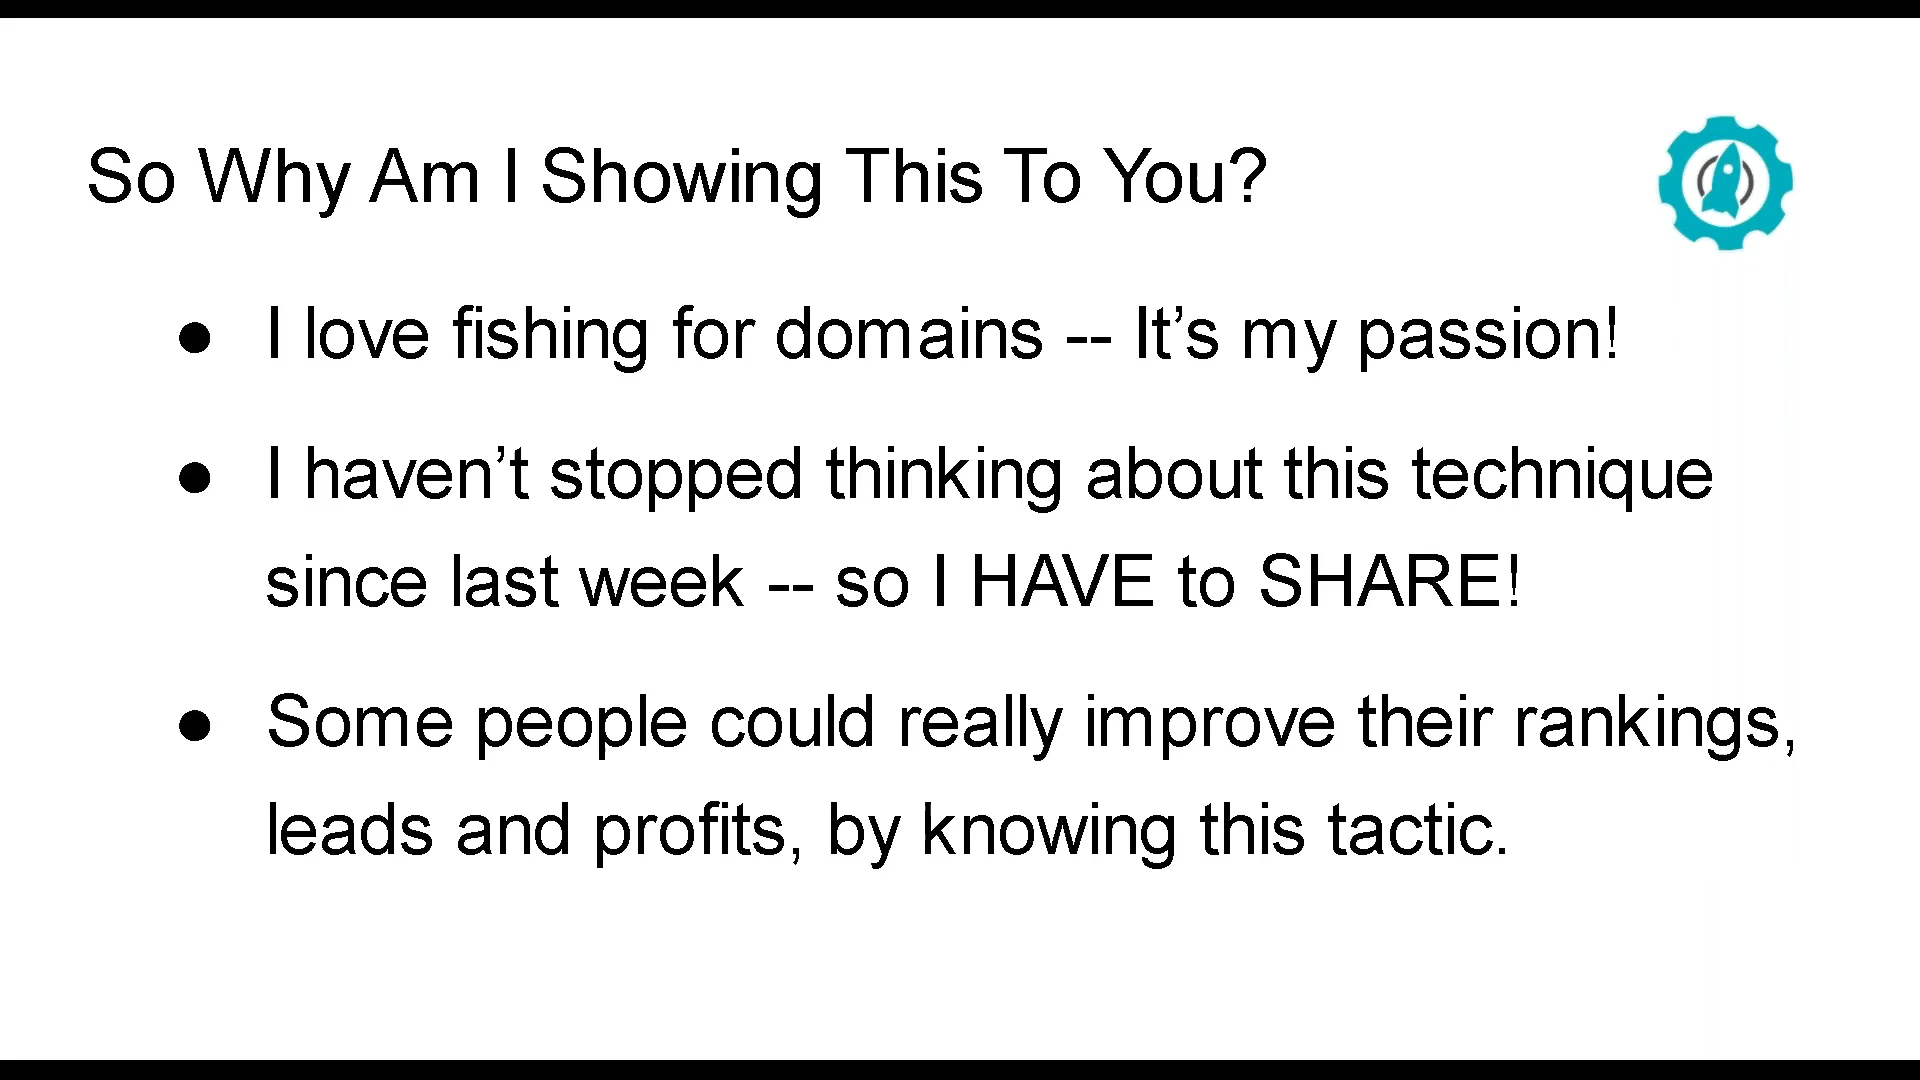 So Why Am I Showing This To You?
● I love fishing for domains -- It’s my passion!
● I haven’t stopped thinking about this technique
since last week -- so I HAVE to SHARE!
● Some people could really improve their rankings,
leads and profits, by knowing this tactic.